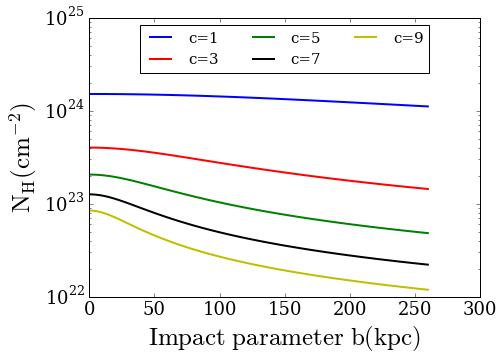 10^25
c=1 c=5 c=9
c=3 c=7
10^24
N_H(cm^−2)
10^23
10^22
0 50 100 150 200 250 300
Impact parameter b(kpc)